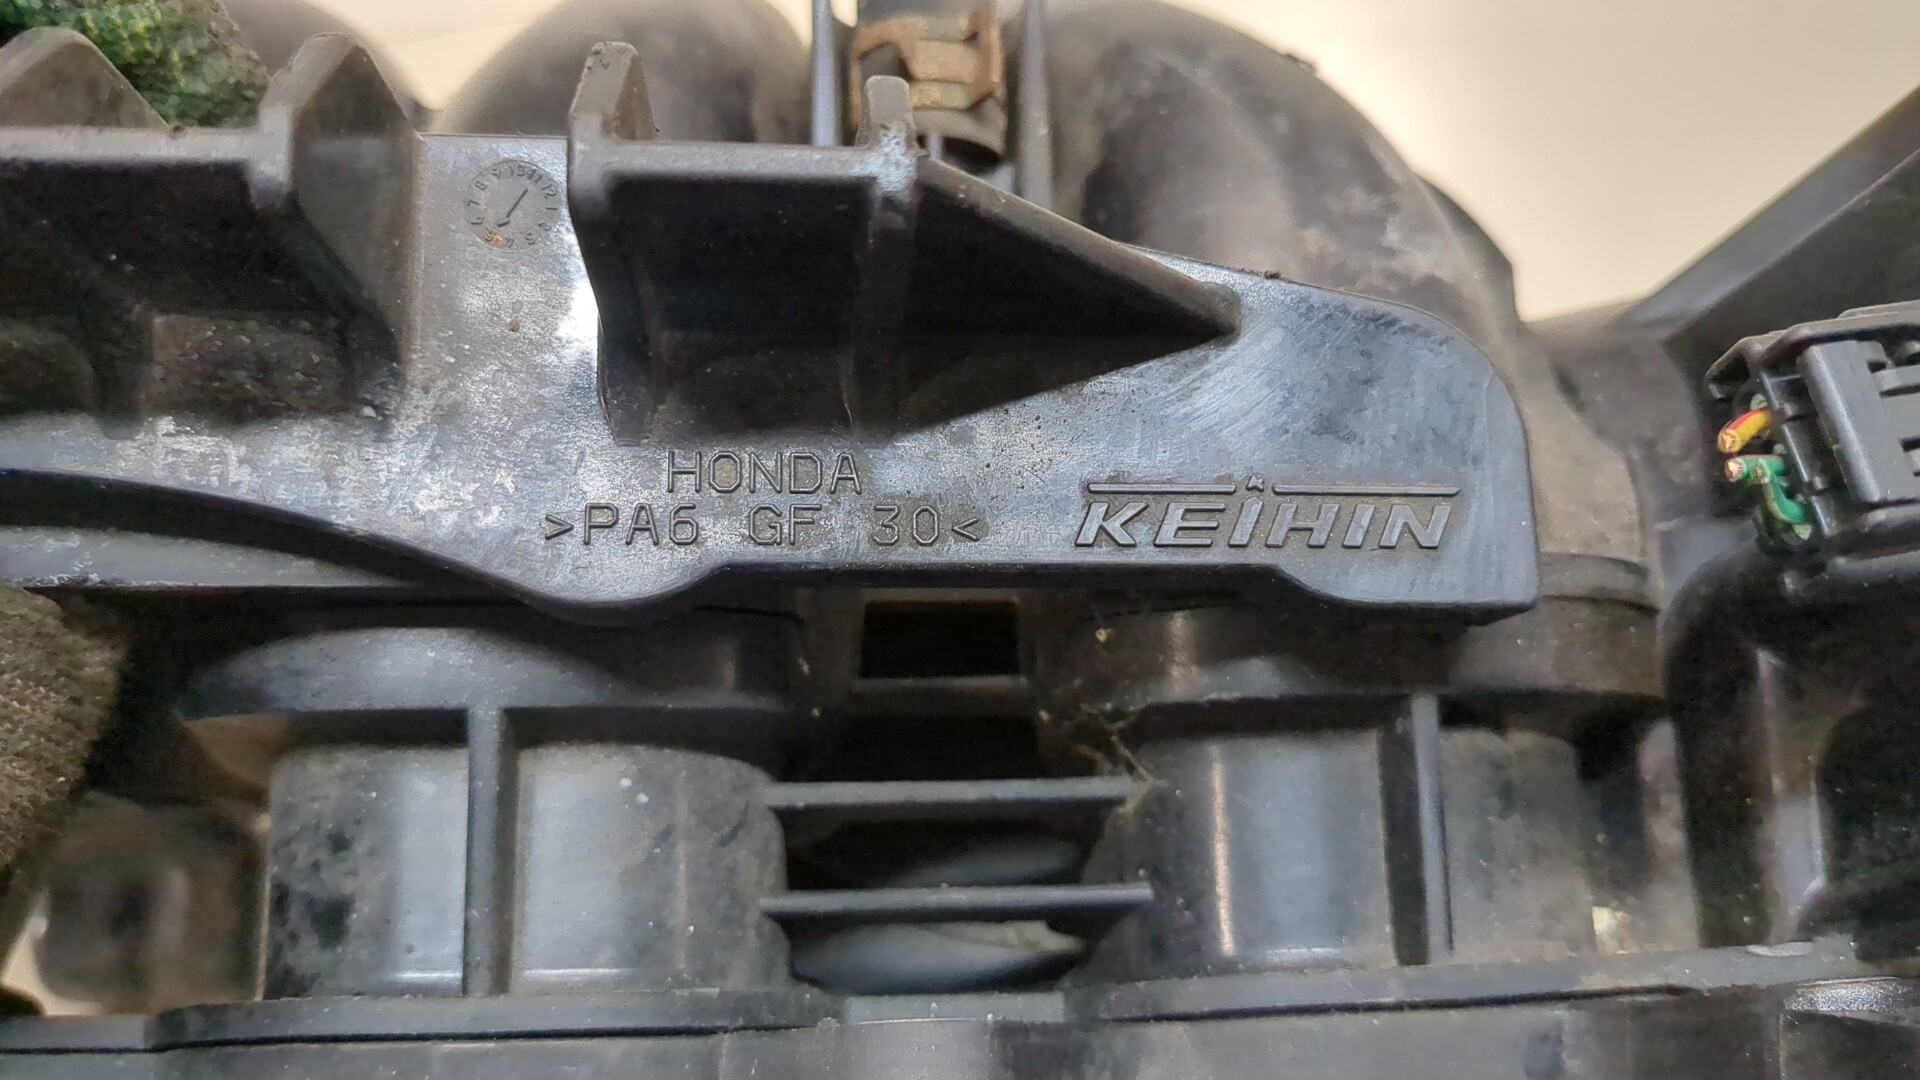 HONDA
>PA6 GF 30<
KEIHIN